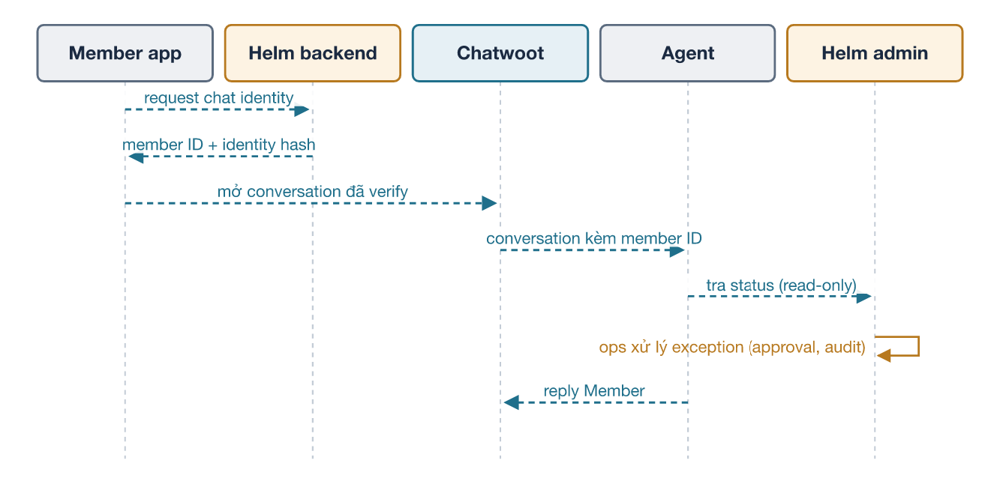 Member app
Helm backend
Chatwoot
Agent
Helm admin
request chat identity
member ID + identity hash
mở conversation đã verify
conversation kèm member ID
tra status (read-only)
ops xử lý exception (approval, audit)
reply Member